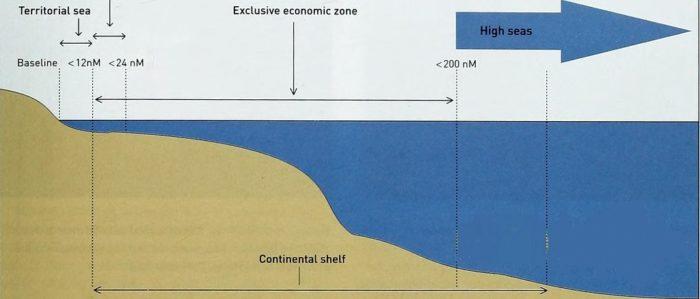 Territorial sea
Exclusive economic zone
High seas
Baseline
<12nM
<24 nM
<200 nM
Continental shelf